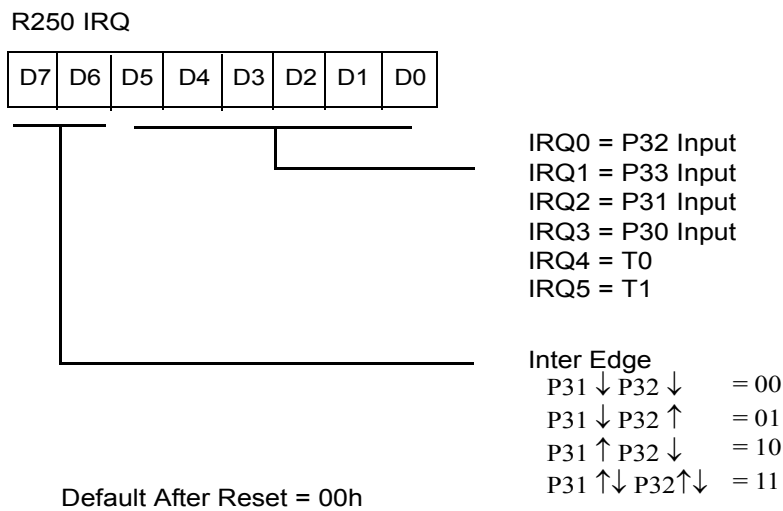 R250 IRQ
D7 D6 D5 D4 D3 D2 D1 D0
IRQ0 = P32 Input
IRQ1 = P33 Input
IRQ2 = P31 Input
IRQ3 = P30 Input
IRQ4 = T0
IRQ5 = T1
Inter Edge
P31 ↓ P32 ↓ = 00
P31 ↓ P32 ↑ = 01
P31 ↑ P32 ↓ = 10
P31 ↑↓ P32↑↓ = 11
Default After Reset = 00h